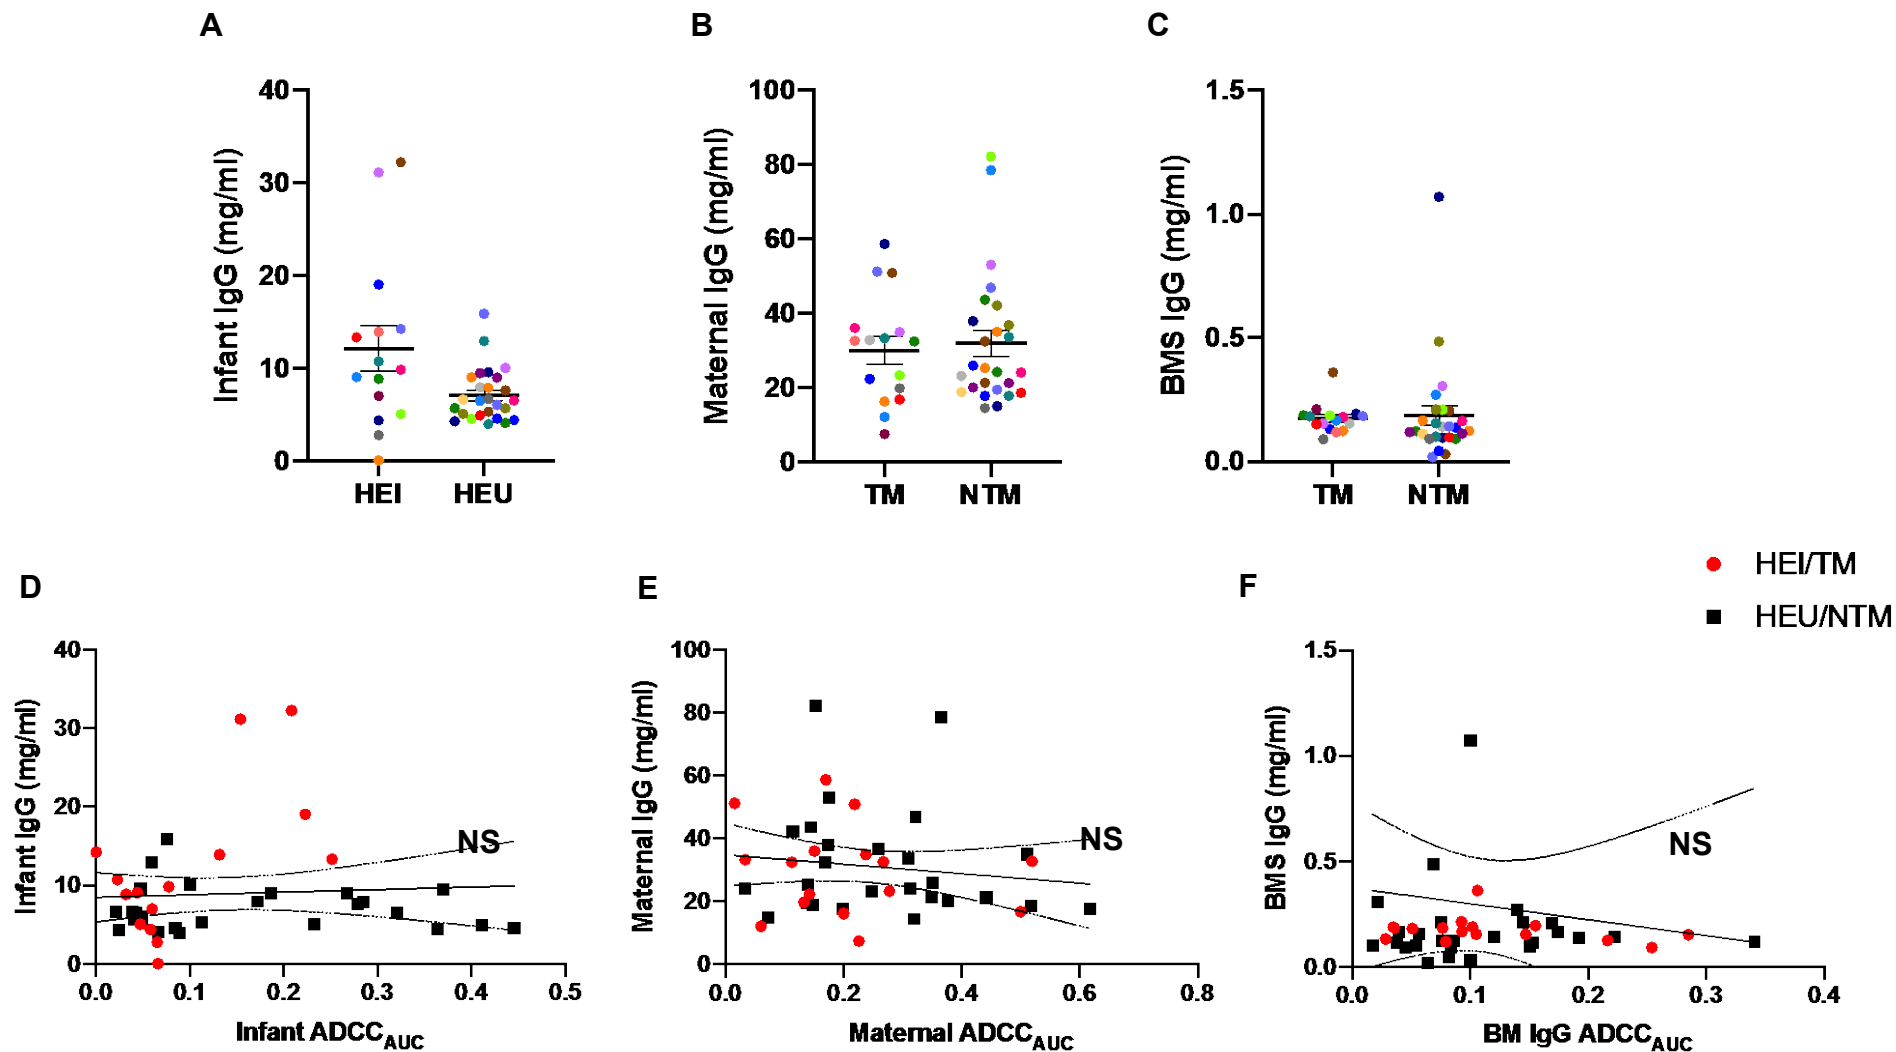 A
B
C
40
30
20
10
0
Infant IgG (mg/ml)
HEI
HEU
100
80
60
40
20
0
Maternal IgG (mg/ml)
TM
NTM
1.5
1.0
0.5
0.0
BMS IgG (mg/ml)
TM
NTM
HEI/TM
HEU/NTM
D
E
F
40
30
20
10
0
Infant IgG (mg/ml)
NS
0.0
0.1
0.2
0.3
0.4
0.5
Infant ADCC_AUC
100
80
60
40
20
0
Maternal IgG (mg/ml)
NS
0.0
0.2
0.4
0.6
0.8
Maternal ADCC_AUC
1.5
1.0
0.5
0.0
BMS IgG (mg/ml)
NS
0.0
0.1
0.2
0.3
0.4
BM IgG ADCC_AUC